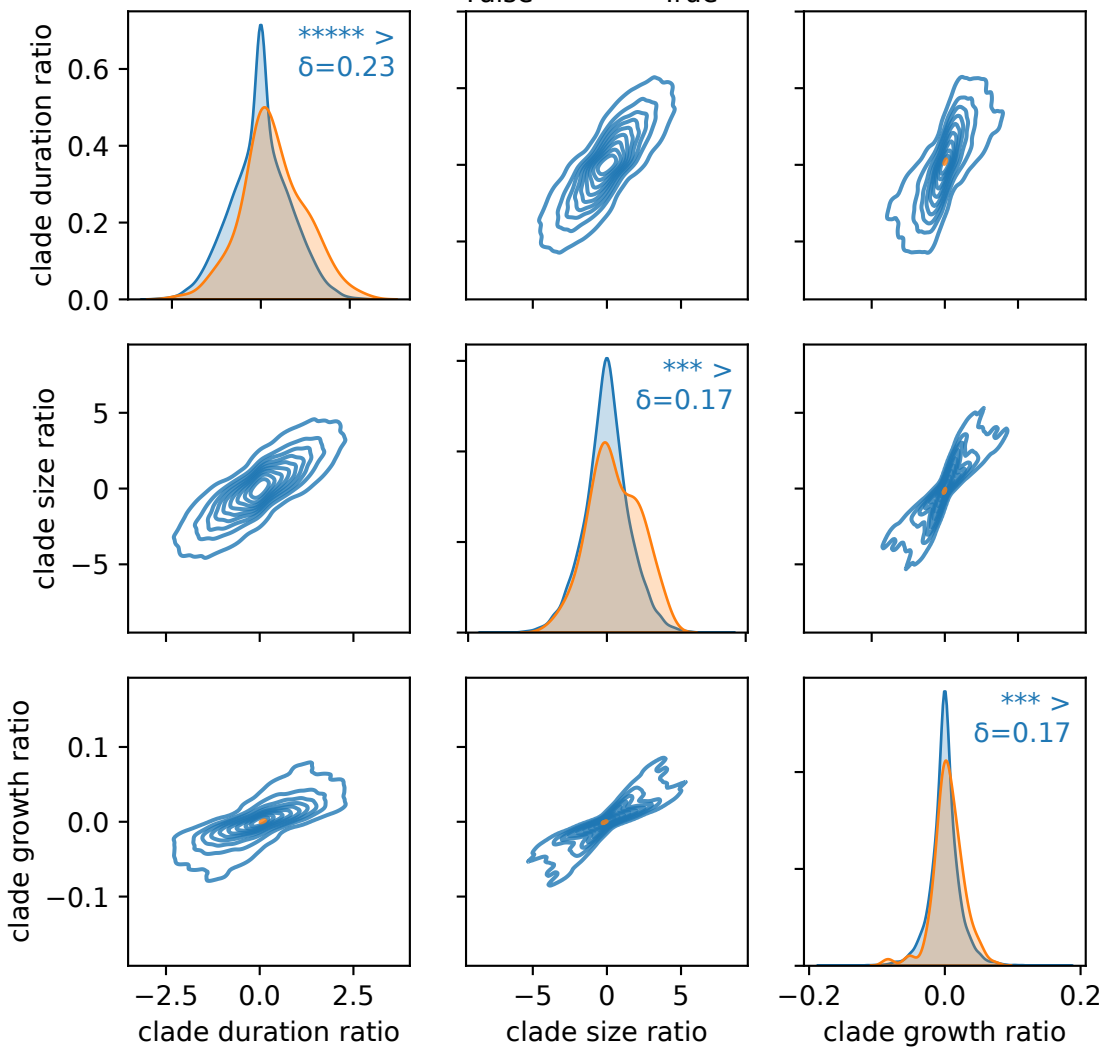 ***** >
δ=0.23
clade duration ratio
0.6
0.4
0.2
0.0
*** >
δ=0.17
clade size ratio
5
0
−5
*** >
δ=0.17
clade growth ratio
0.1
0.0
−0.1
−2.5 0.0 2.5
−5 0 5
−0.2 0.0 0.2
clade duration ratio
clade size ratio
clade growth ratio